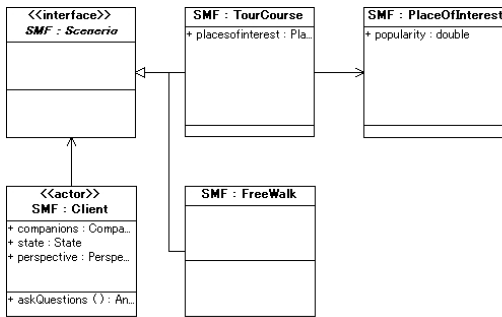 <<interface>>
SMF : Scenerio
SMF : TourCourse
+ placesofinterest : Pla...
SMF : PlaceOfInterest
+ popularity : double
<<actor>>
SMF : Client
+ companions : Compa...
+ state : State
+ perspective : Perspe...
+ askQuestions () : An...
SMF : FreeWalk